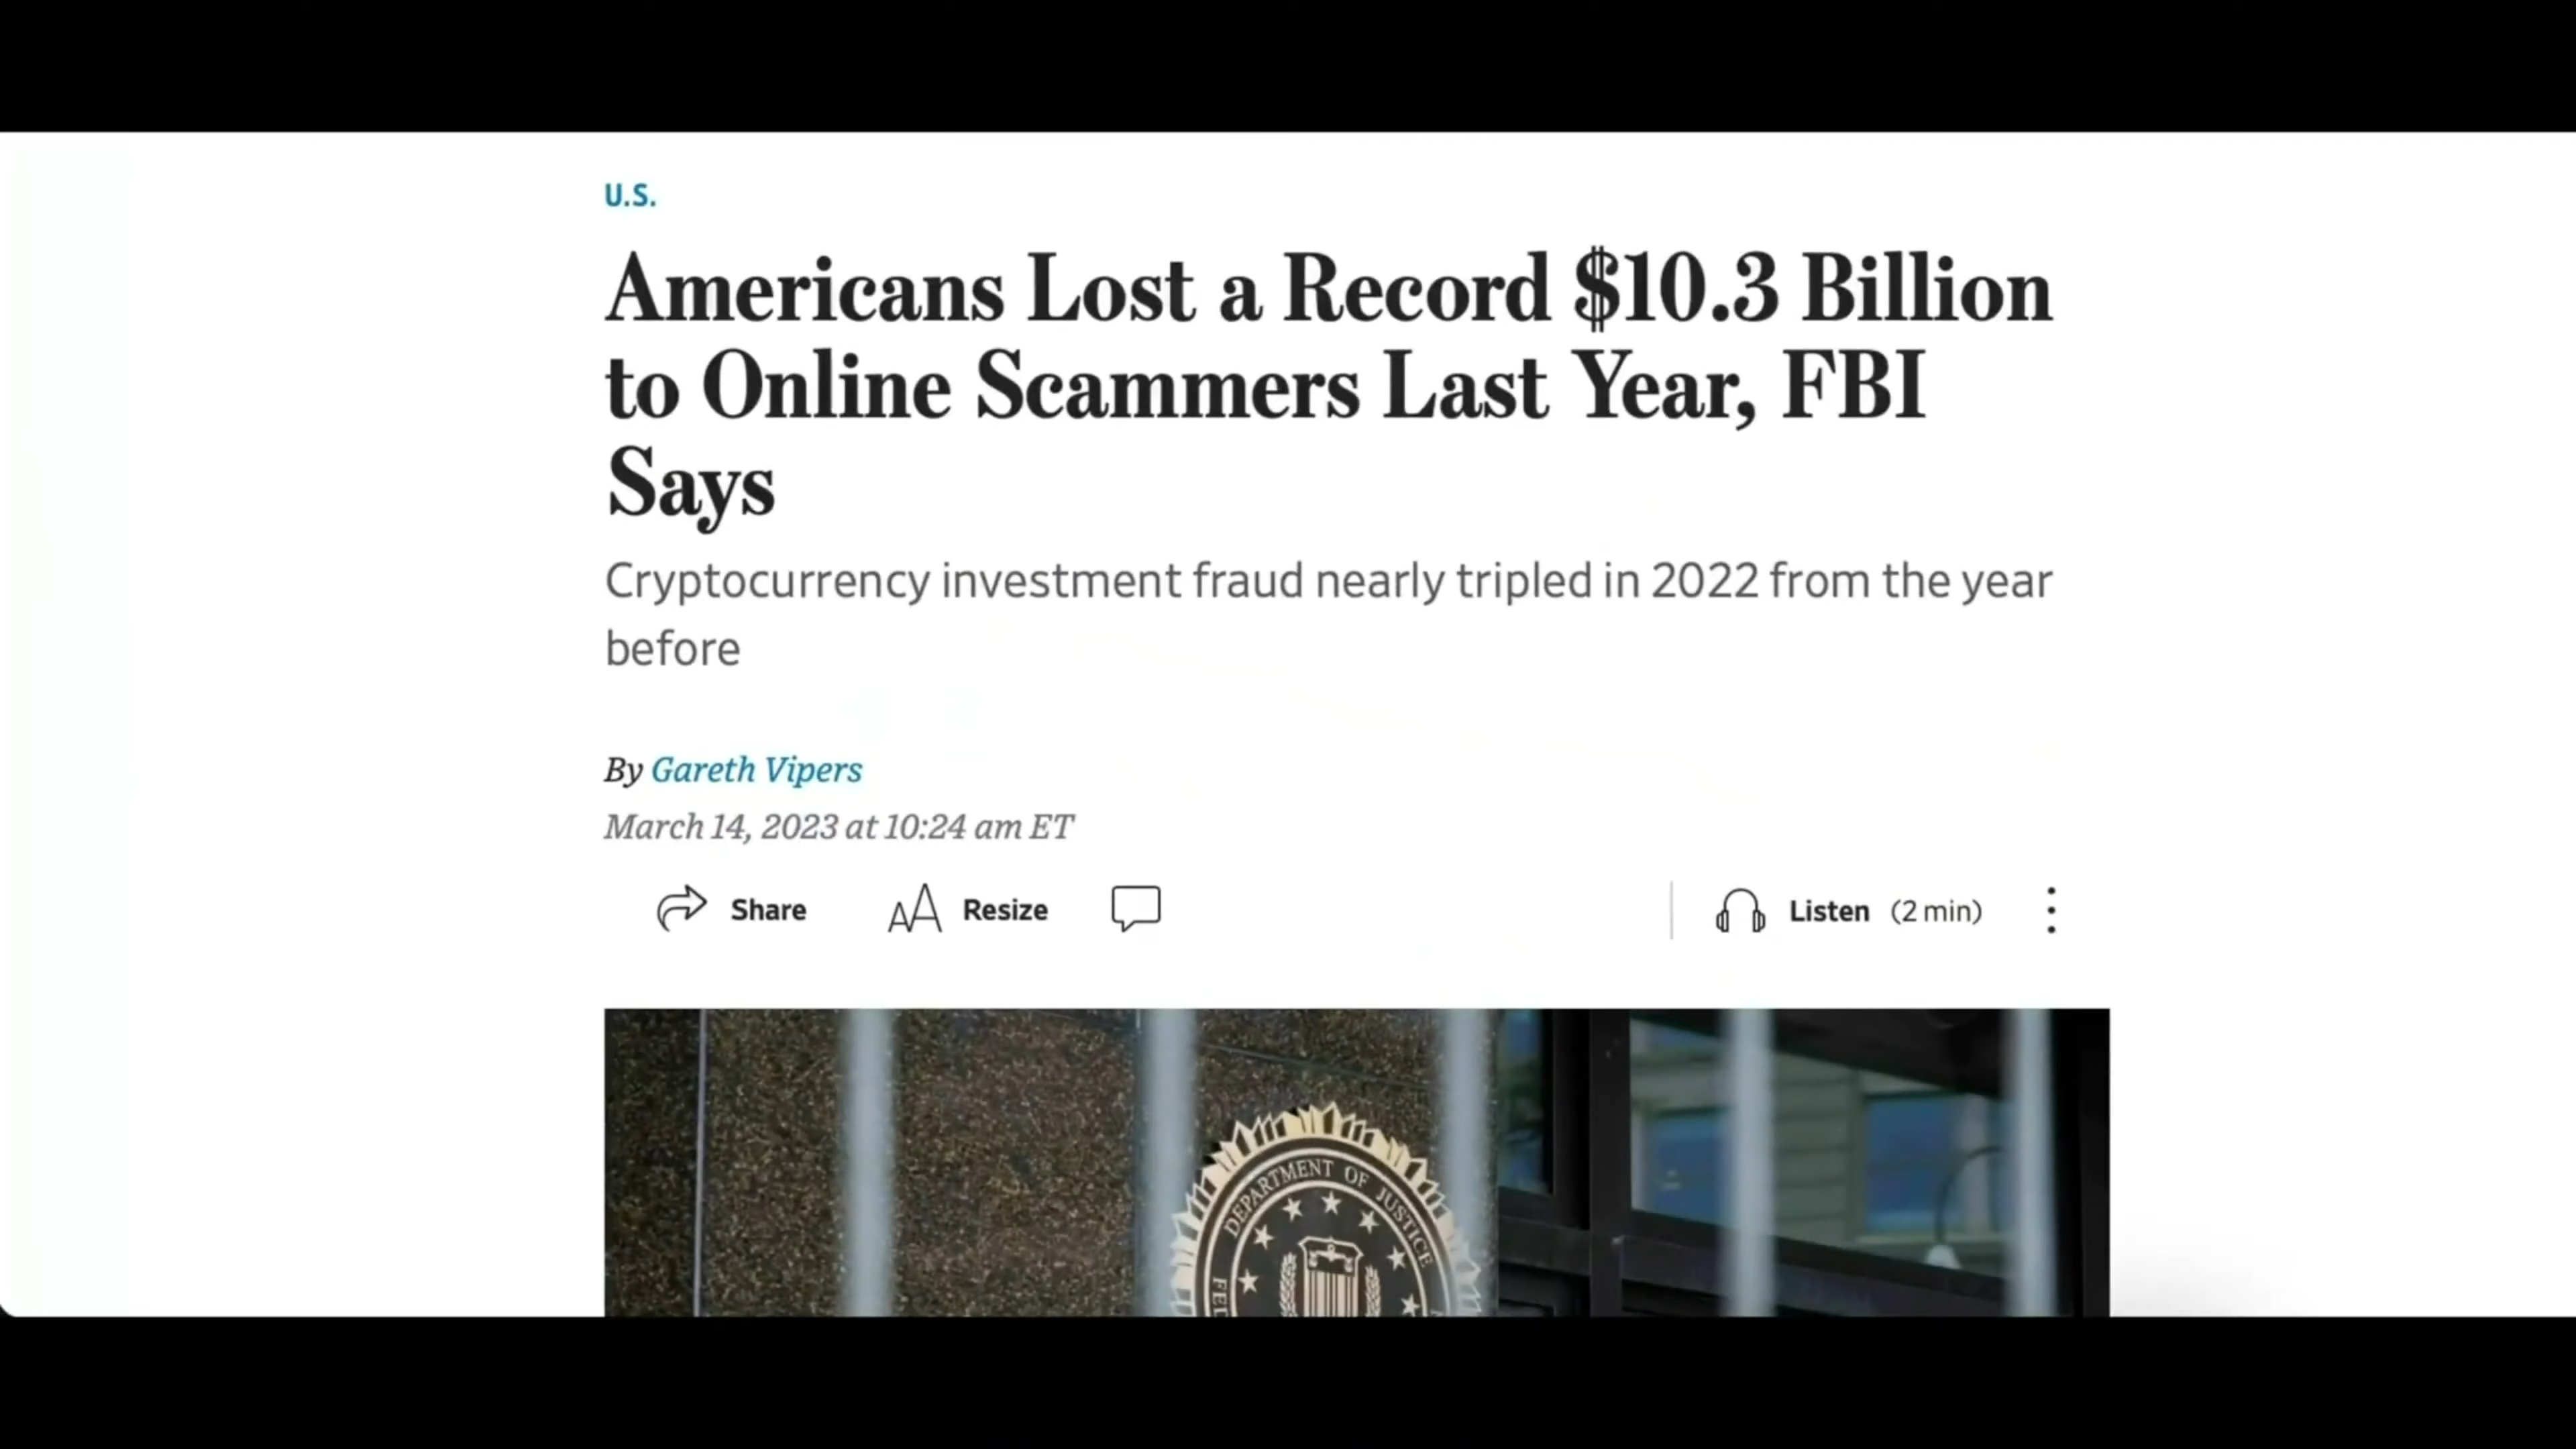 U.S.
Americans Lost a Record $10.3 Billion
to Online Scammers Last Year, FBI
Says
Cryptocurrency investment fraud nearly tripled in 2022 from the year
before
By Gareth Vipers
March 14, 2023 at 10:24 am ET
Share Resize Listen (2 min)
DEPARTMENT OF JUSTICE